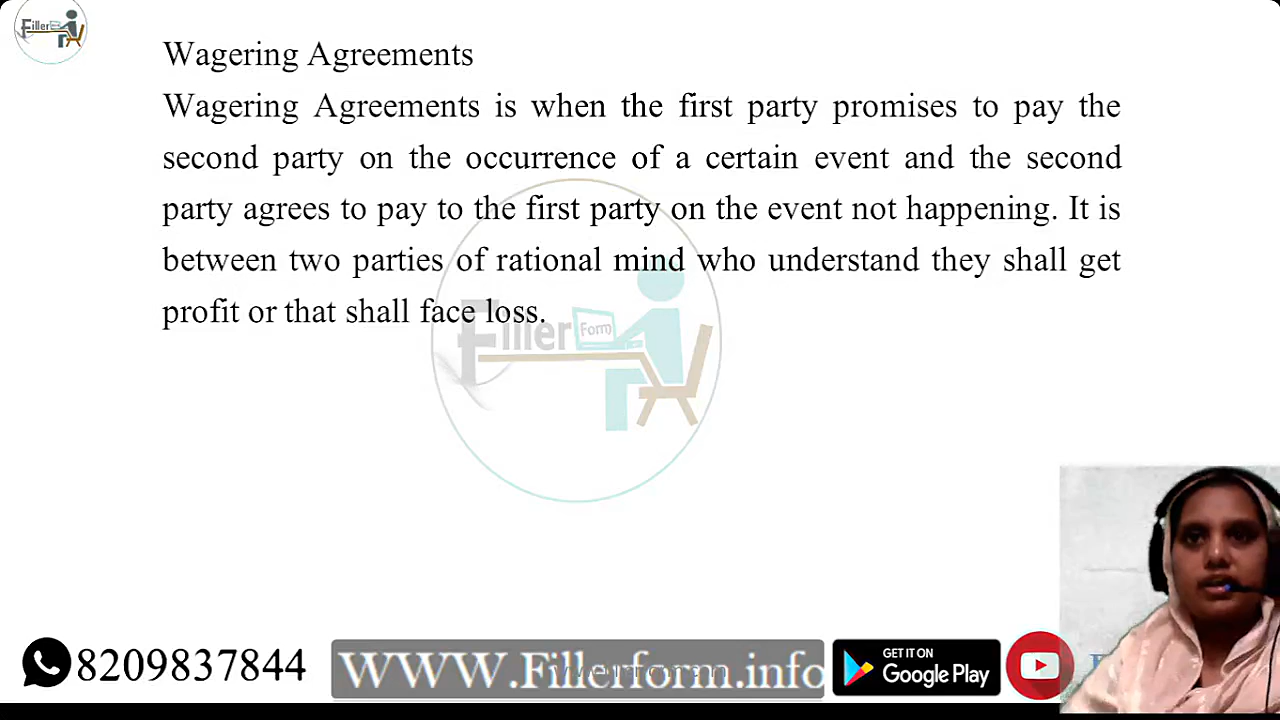 Filler
Wagering Agreements
Wagering Agreements is when the first party promises to pay the
second party on the occurrence of a certain event and the second
party agrees to pay to the first party on the event not happening. It is
between two parties of rational mind who understand they shall get
profit or that shall face loss.
Filler Form
8209837844
WWW.Fillerform.info
GET IT ON
Google Play